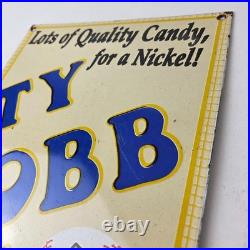 Lots of Quality Candy,
for a Nickel!
TY
OBB